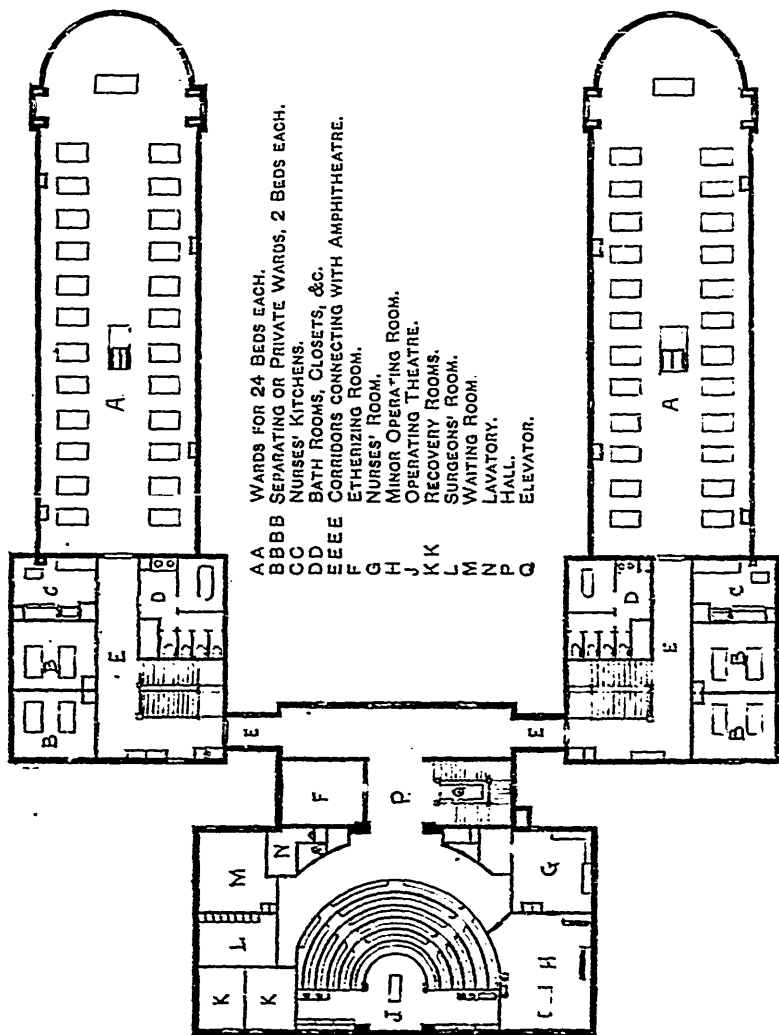 AA WARDS FOR 24 BEDS EACH.
BBBB SEPARATING OR PRIVATE WARDS, 2 BEDS EACH.
CC NURSES' KITCHENS.
DD BATH ROOMS, CLOSETS, &C.
EEEE CORRIDORS CONNECTING WITH AMPHITHEATRE.
F ETHERIZING ROOM.
G NURSES' ROOM.
H MINOR OPERATING ROOM.
J OPERATING THEATRE.
KK RECOVERY ROOMS.
L SURGEONS' ROOM.
M WAITING ROOM.
N LAVATORY.
P HALL.
Q ELEVATOR.
A
A
B
B
C
D
E
E
D
C
E
B
B
E
F
P
Q
N
M
L
K
K
J
G
H